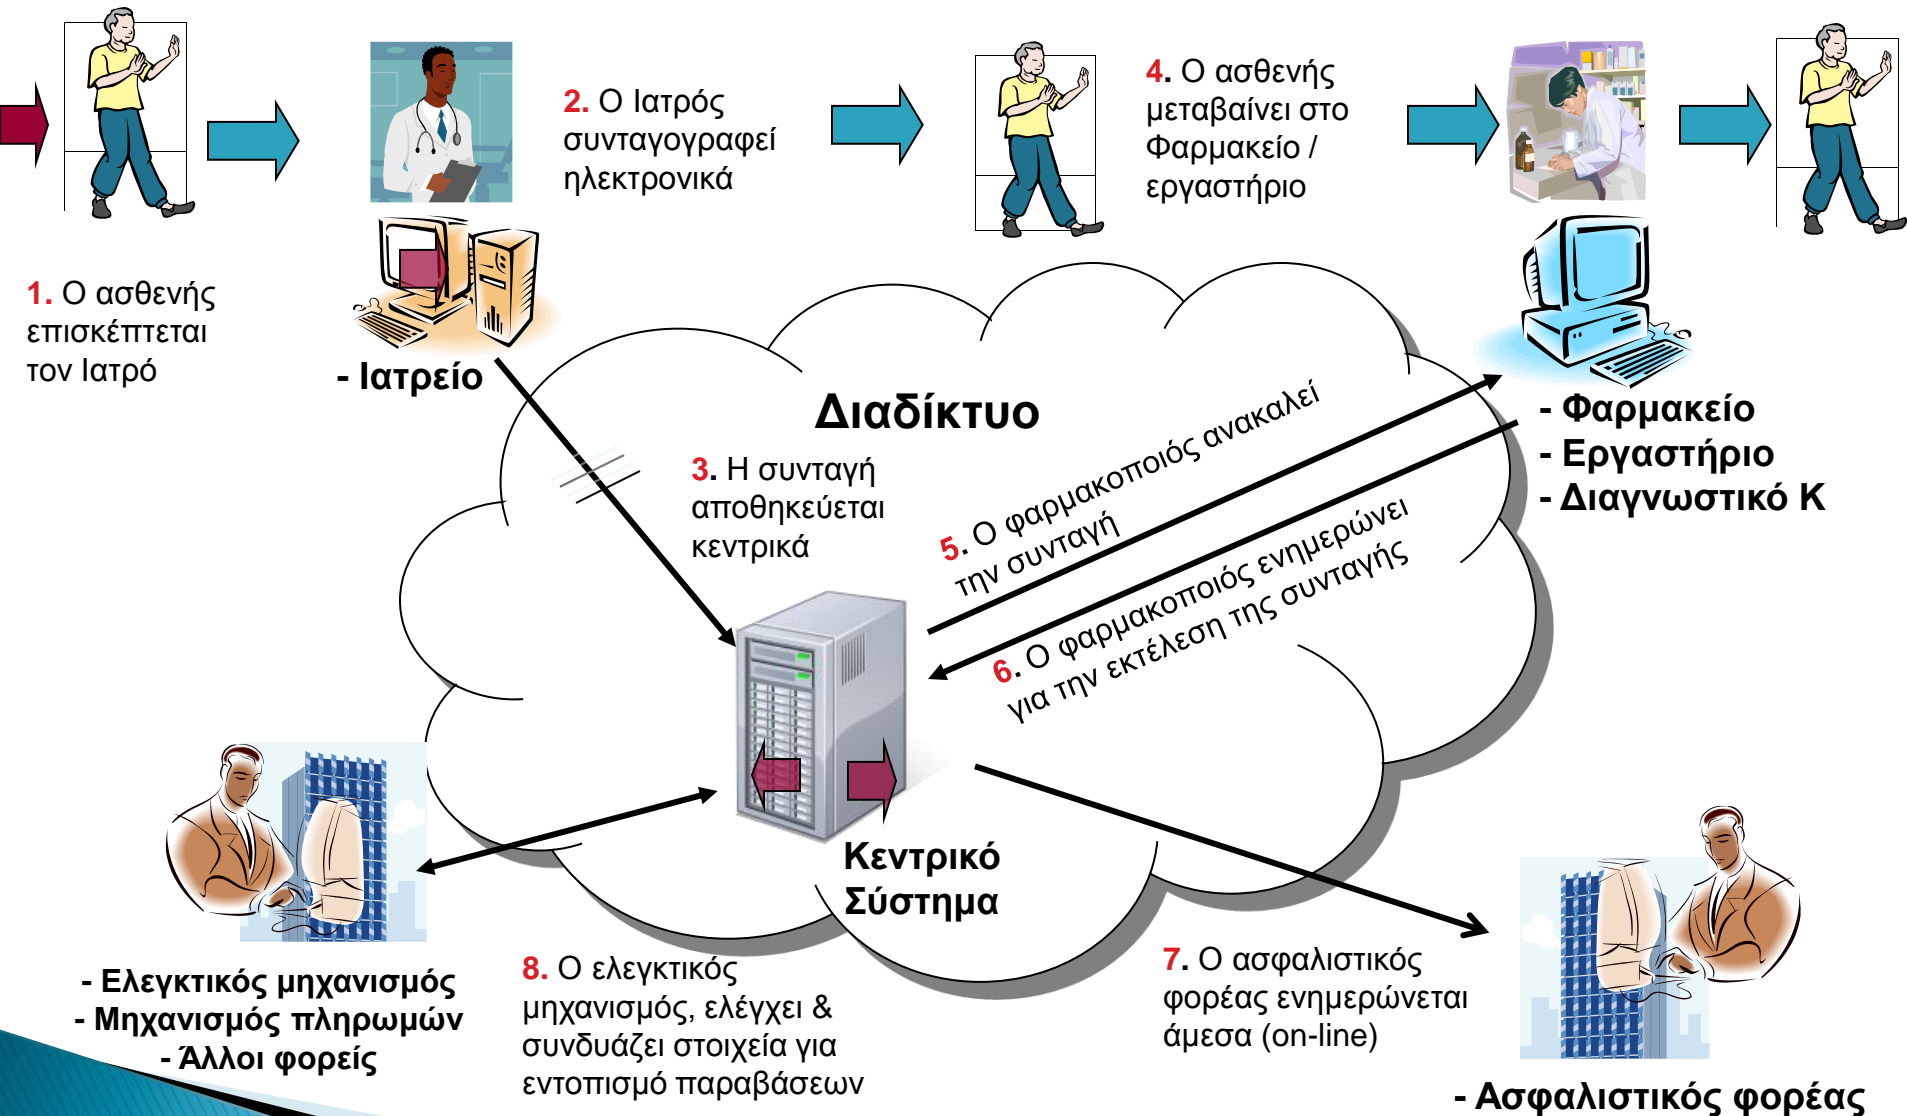 1. Ο ασθενής
επισκέπτεται
τον Ιατρό
2. Ο Ιατρός
συνταγογραφεί
ηλεκτρονικά
4. Ο ασθενής
μεταβαίνει στο
Φαρμακείο /
εργαστήριο
- Ιατρείο
Διαδίκτυο
3. Η συνταγή
αποθηκεύεται
κεντρικά
5. Ο φαρμακοποιός ανακαλεί
την συνταγή
6. Ο φαρμακοποιός ενημερώνει
για την εκτέλεση της συνταγής
- Φαρμακείο
- Εργαστήριο
- Διαγνωστικό Κ
Κεντρικό
Σύστημα
- Ελεγκτικός μηχανισμός
- Μηχανισμός πληρωμών
- Άλλοι φορείς
8. Ο ελεγκτικός
μηχανισμός, ελέγχει &
συνδυάζει στοιχεία για
εντοπισμό παραβάσεων
7. Ο ασφαλιστικός
φορέας ενημερώνεται
άμεσα (on-line)
- Ασφαλιστικός φορέας